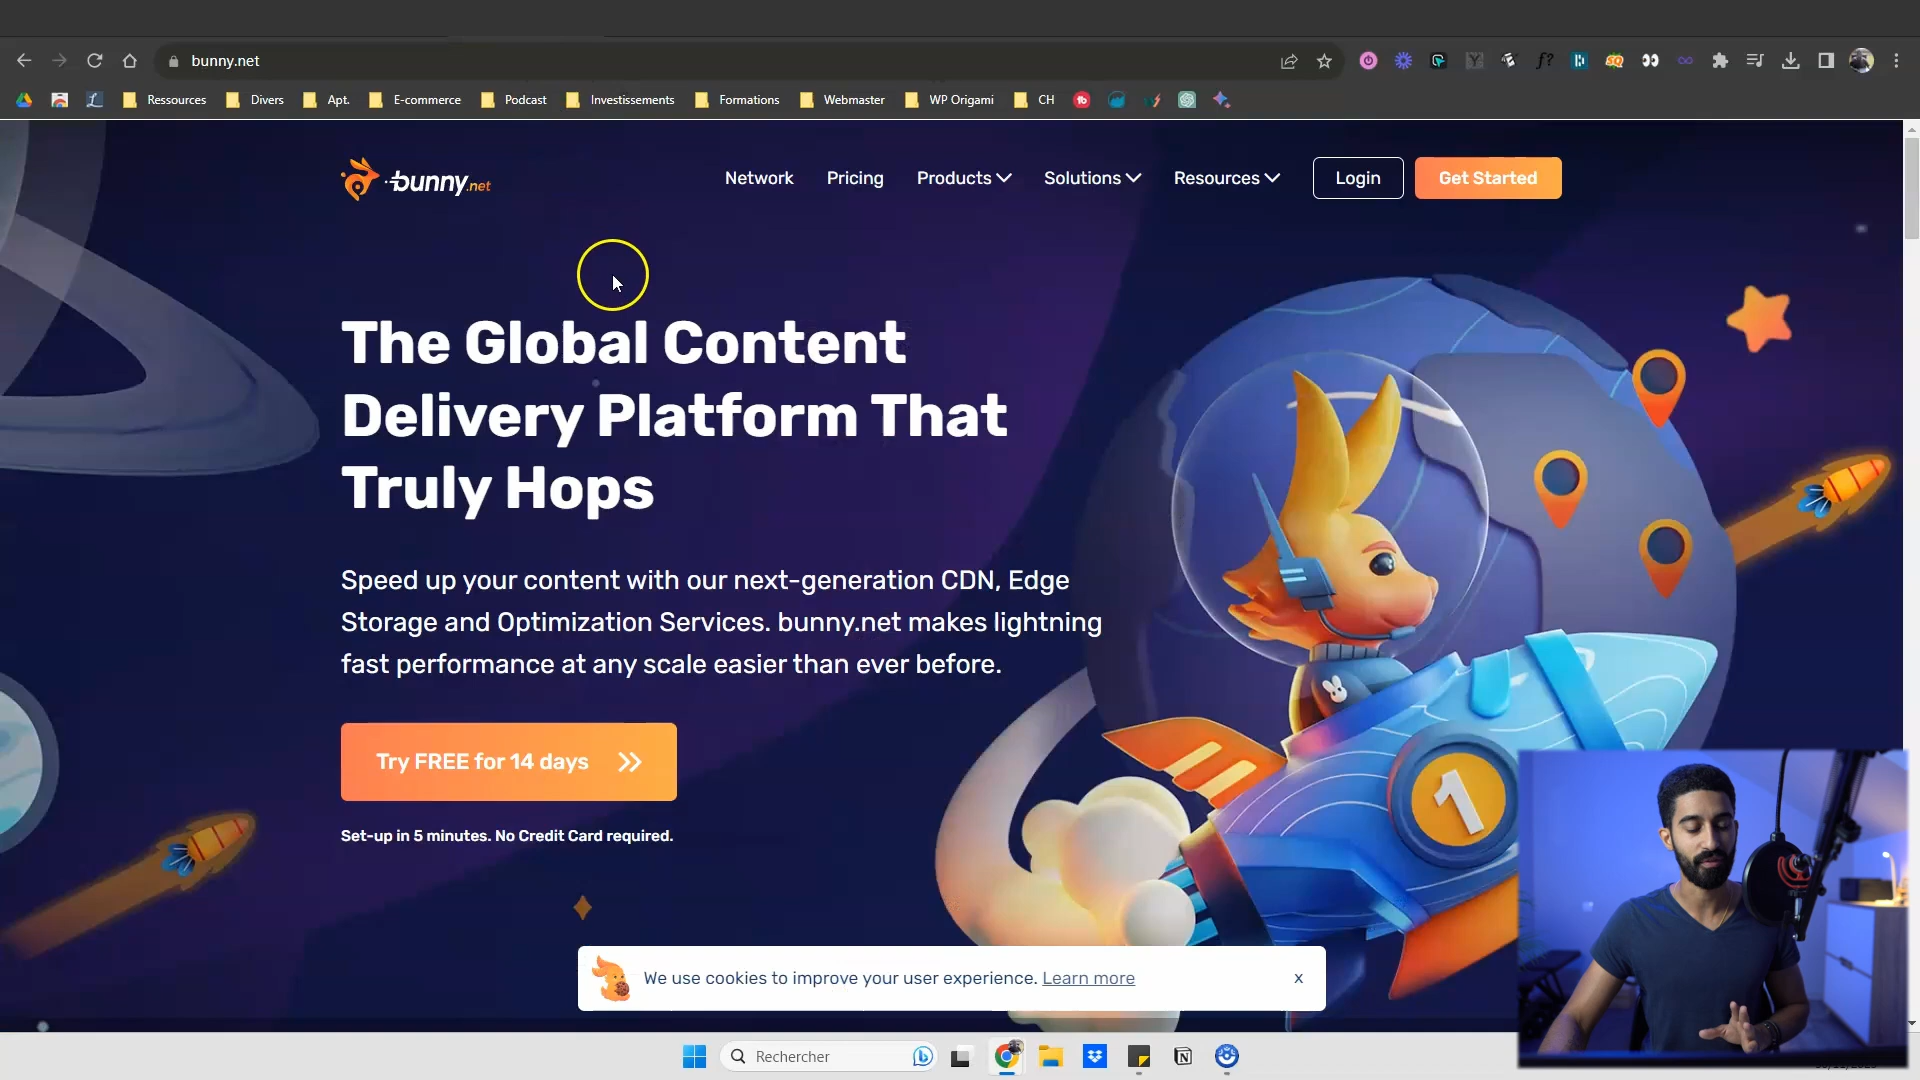 bunny.net
Ressources
Divers
Apt.
E-commerce
Podcast
Investissements
Formations
Webmaster
WP Origami
CH
bunny.net
Network
Pricing
Products
Solutions
Resources
Login
Get Started
The Global Content
Delivery Platform That
Truly Hops
Speed up your content with our next-generation CDN, Edge
Storage and Optimization Services. bunny.net makes lightning
fast performance at any scale easier than ever before.
Try FREE for 14 days
Set-up in 5 minutes. No Credit Card required.
1
We use cookies to improve your user experience. Learn more
x
Rechercher